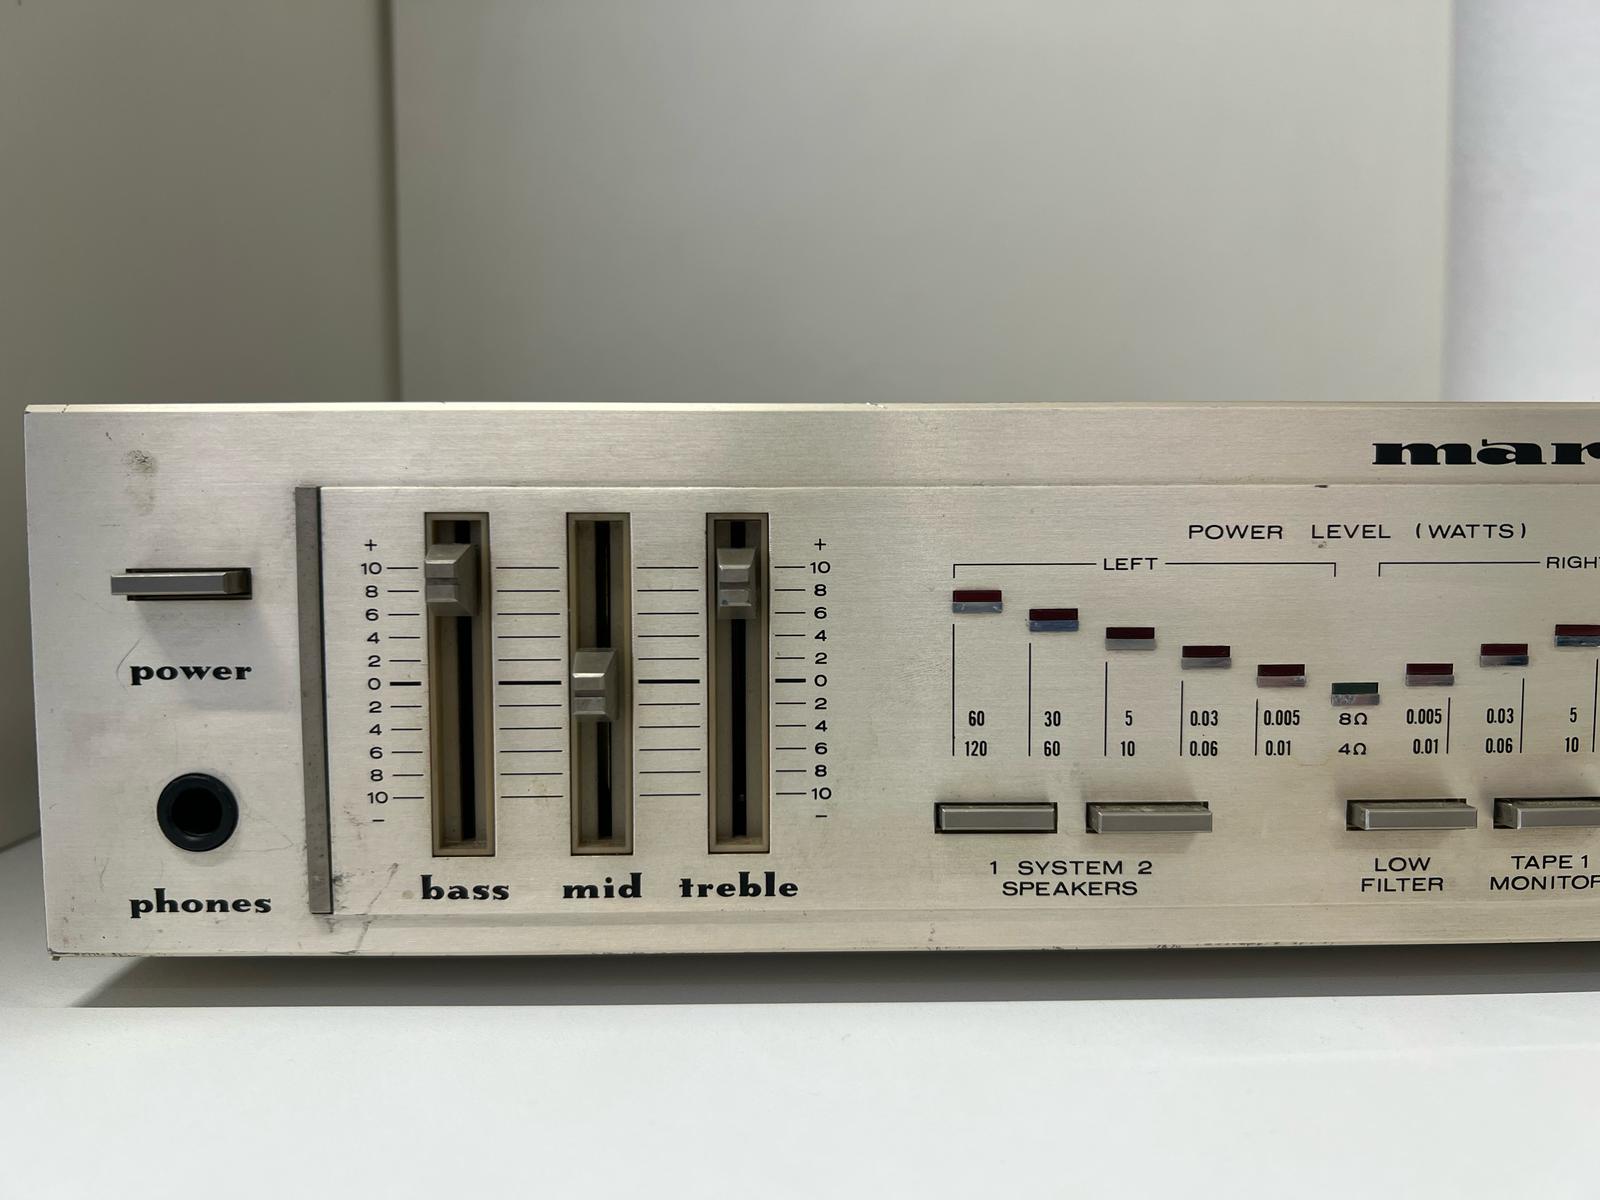 mar
POWER LEVEL (WATTS)
LEFT RIGH
power
phones
+ +
10 10
8 8
6 6
4 4
2 2
0 0
2 2
4 4
6 6
8 8
10 10
− −
bass mid treble
60 30 5 0.03 0.005 8Ω 0.005 0.03 5
120 60 10 0.06 0.01 4Ω 0.01 0.06 10
1 SYSTEM 2
SPEAKERS
LOW
FILTER
TAPE 1
MONITOR